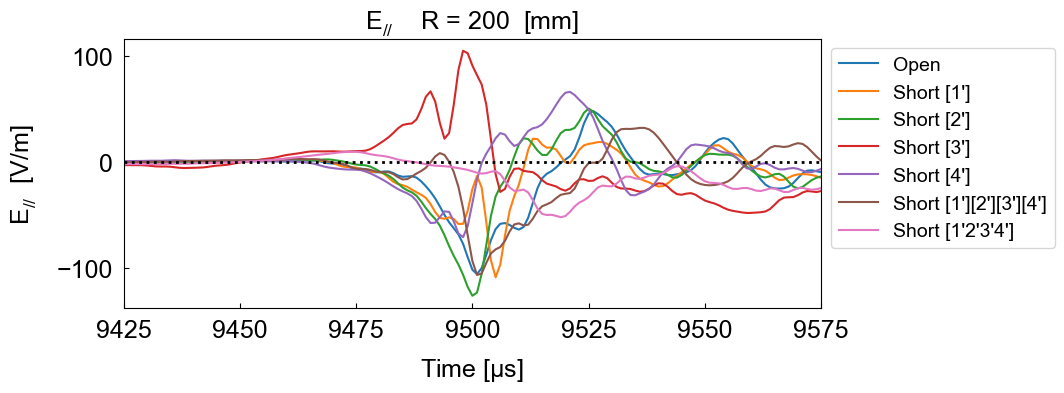 E// R = 200 [mm]
100
0
−100
E// [V/m]
9425 9450 9475 9500 9525 9550 9575
Time [µs]
Open
Short [1']
Short [2']
Short [3']
Short [4']
Short [1'][2'][3'][4']
Short [1'2'3'4']